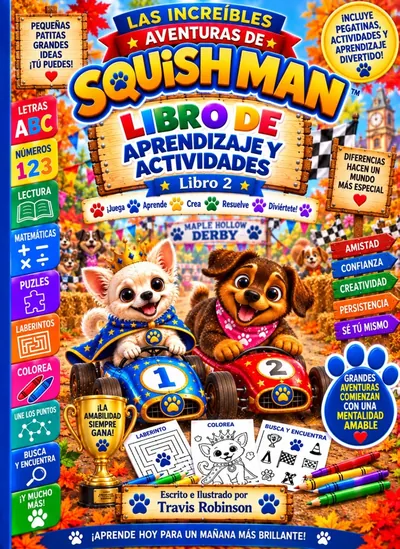 LAS INCREÍBLES
AVENTURAS DE
SQUISHMAN™
LIBRO DE
APRENDIZAJE Y
ACTIVIDADES
Libro 2
¡Juega Aprende Crea Resuelve Diviértete!
PEQUEÑAS
PATITAS
GRANDES
IDEAS
¡TÚ PUEDES!
INCLUYE
PEGATINAS,
ACTIVIDADES Y
APRENDIZAJE
DIVERTIDO!
LETRAS
ABC
NÚMEROS
123
LECTURA
MATEMÁTICAS
+ −
× ÷
PUZLES
LABERINTOS
COLOREA
UNE LOS PUNTOS
BUSCA
Y ENCUENTRA
¡Y MUCHO
MÁS!
DIFERENCIAS
HACEN UN
MUNDO
MÁS ESPECIAL
MAPLE HOLLOW
DERBY
AMISTAD
CONFIANZA
CREATIVIDAD
PERSISTENCIA
SÉ TÚ MISMO
GRANDES
AVENTURAS
COMIENZAN
CON UNA
MENTALIDAD
AMABLE
1
2
¡LA
AMABILIDAD
SIEMPRE
GANA!
LABERINTO
COLOREA
BUSCA Y ENCUENTRA
Escrito e Ilustrado por
Travis Robinson
¡APRENDE HOY PARA UN MAÑANA MÁS BRILLANTE!